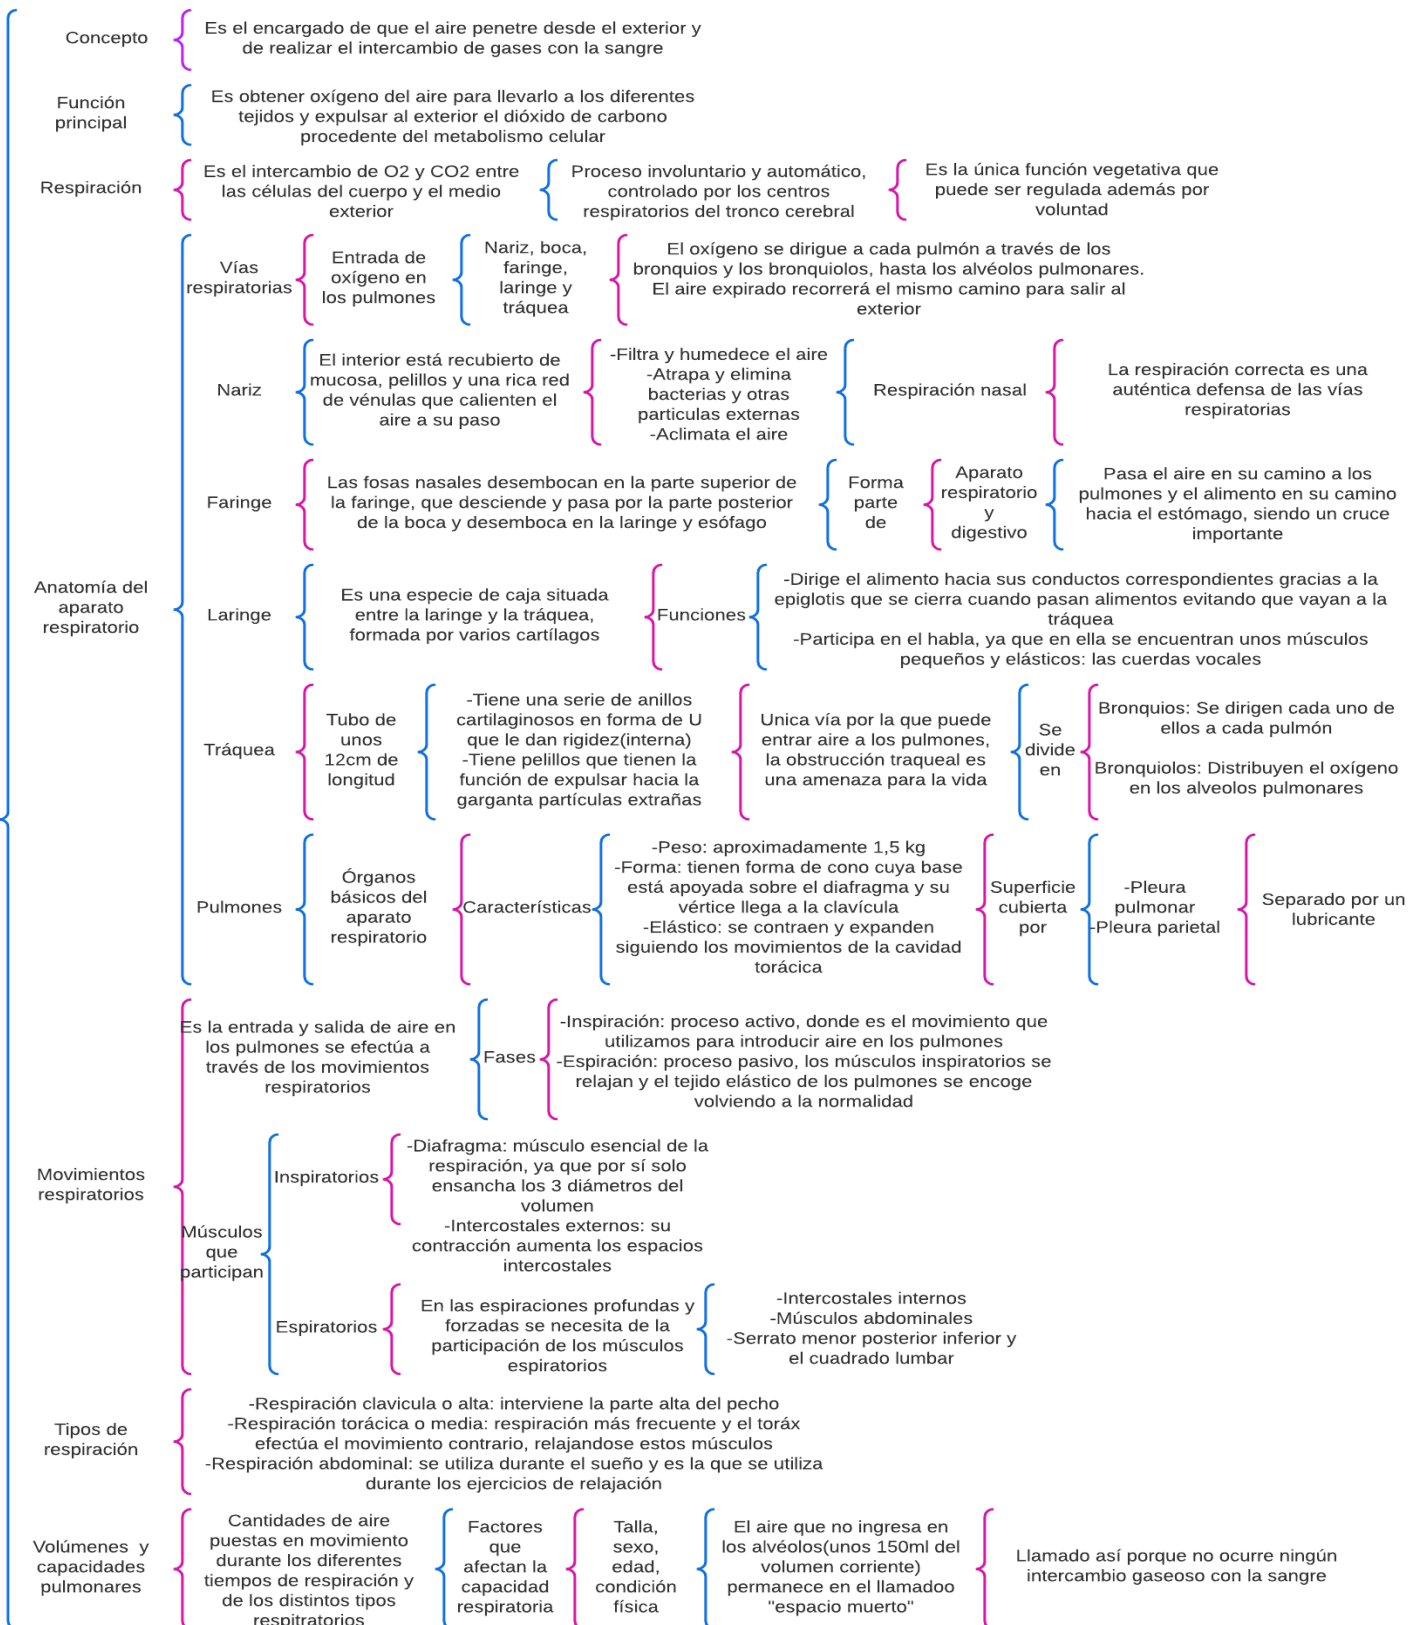 Concepto
Es el encargado de que el aire penetre desde el exterior y
de realizar el intercambio de gases con la sangre
Función
principal
Es obtener oxígeno del aire para llevarlo a los diferentes
tejidos y expulsar al exterior el dióxido de carbono
procedente del metabolismo celular
Respiración
Es el intercambio de O2 y CO2 entre
las células del cuerpo y el medio
exterior
Proceso involuntario y automático,
controlado por los centros
respiratorios del tronco cerebral
Es la única función vegetativa que
puede ser regulada además por
voluntad
Anatomía del
aparato
respiratorio
Vías
respiratorias
Entrada de
oxígeno en
los pulmones
Nariz, boca,
faringe,
laringe y
tráquea
El oxígeno se dirigue a cada pulmón a través de los
bronquios y los bronquiolos, hasta los alvéolos pulmonares.
El aire expirado recorrerá el mismo camino para salir al
exterior
Nariz
El interior está recubierto de
mucosa, pelillos y una rica red
de vénulas que calienten el
aire a su paso
-Filtra y humedece el aire
-Atrapa y elimina
bacterias y otras
particulas externas
-Aclimata el aire
Respiración nasal
La respiración correcta es una
auténtica defensa de las vías
respiratorias
Faringe
Las fosas nasales desembocan en la parte superior de
la faringe, que desciende y pasa por la parte posterior
de la boca y desemboca en la laringe y esófago
Forma
parte
de
Aparato
respiratorio
y
digestivo
Pasa el aire en su camino a los
pulmones y el alimento en su camino
hacia el estómago, siendo un cruce
importante
Laringe
Es una especie de caja situada
entre la laringe y la tráquea,
formada por varios cartílagos
Funciones
-Dirige el alimento hacia sus conductos correspondientes gracias a la
epiglotis que se cierra cuando pasan alimentos evitando que vayan a la
tráquea
-Participa en el habla, ya que en ella se encuentran unos músculos
pequeños y elásticos: las cuerdas vocales
Tráquea
Tubo de
unos
12cm de
longitud
-Tiene una serie de anillos
cartilaginosos en forma de U
que le dan rigidez(interna)
-Tiene pelillos que tienen la
función de expulsar hacia la
garganta partículas extrañas
Unica vía por la que puede
entrar aire a los pulmones,
la obstrucción traqueal es
una amenaza para la vida
Se
divide
en
Bronquios: Se dirigen cada uno de
ellos a cada pulmón
Bronquiolos: Distribuyen el oxígeno
en los alveolos pulmonares
Pulmones
Órganos
básicos del
aparato
respiratorio
Características
-Peso: aproximadamente 1,5 kg
-Forma: tienen forma de cono cuya base
está apoyada sobre el diafragma y su
vértice llega a la clavícula
-Elástico: se contraen y expanden
siguiendo los movimientos de la cavidad
torácica
Superficie
cubierta
por
-Pleura
pulmonar
-Pleura parietal
Separado por un
lubricante
Movimientos
respiratorios
Es la entrada y salida de aire en
los pulmones se efectúa a
través de los movimientos
respiratorios
Fases
-Inspiración: proceso activo, donde es el movimiento que
utilizamos para introducir aire en los pulmones
-Espiración: proceso pasivo, los músculos inspiratorios se
relajan y el tejido elástico de los pulmones se encoge
volviendo a la normalidad
Músculos
que
participan
Inspiratorios
-Diafragma: músculo esencial de la
respiración, ya que por sí solo
ensancha los 3 diámetros del
volumen
-Intercostales externos: su
contracción aumenta los espacios
intercostales
Espiratorios
En las espiraciones profundas y
forzadas se necesita de la
participación de los músculos
espiratorios
-Intercostales internos
-Músculos abdominales
-Serrato menor posterior inferior y
el cuadrado lumbar
Tipos de
respiración
-Respiración clavicula o alta: interviene la parte alta del pecho
-Respiración torácica o media: respiración más frecuente y el toráx
efectúa el movimiento contrario, relajandose estos músculos
-Respiración abdominal: se utiliza durante el sueño y es la que se utiliza
durante los ejercicios de relajación
Volúmenes y
capacidades
pulmonares
Cantidades de aire
puestas en movimiento
durante los diferentes
tiempos de respiración y
de los distintos tipos
respitratorios
Factores
que
afectan la
capacidad
respiratoria
Talla,
sexo,
edad,
condición
física
El aire que no ingresa en
los alvéolos(unos 150ml del
volumen corriente)
permanece en el llamadoo
"espacio muerto"
Llamado así porque no ocurre ningún
intercambio gaseoso con la sangre